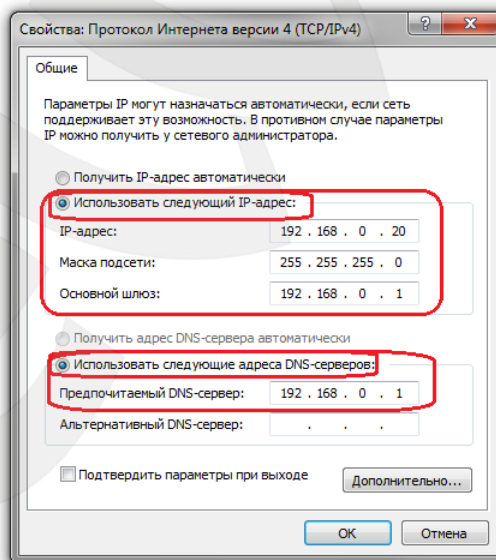 Свойства: Протокол Интернета версии 4 (TCP/IPv4)
Общие
Параметры IP могут назначаться автоматически, если сеть
поддерживает эту возможность. В противном случае параметры
IP можно получить у сетевого администратора.
Получить IP-адрес автоматически
Использовать следующий IP-адрес:
IP-адрес: 192 . 168 . 0 . 20
Маска подсети: 255 . 255 . 255 . 0
Основной шлюз: 192 . 168 . 0 . 1
Получить адрес DNS-сервера автоматически
Использовать следующие адреса DNS-серверов:
Предпочитаемый DNS-сервер: 192 . 168 . 0 . 1
Альтернативный DNS-сервер: . . .
Подтвердить параметры при выходе
Дополнительно...
ОК Отмена